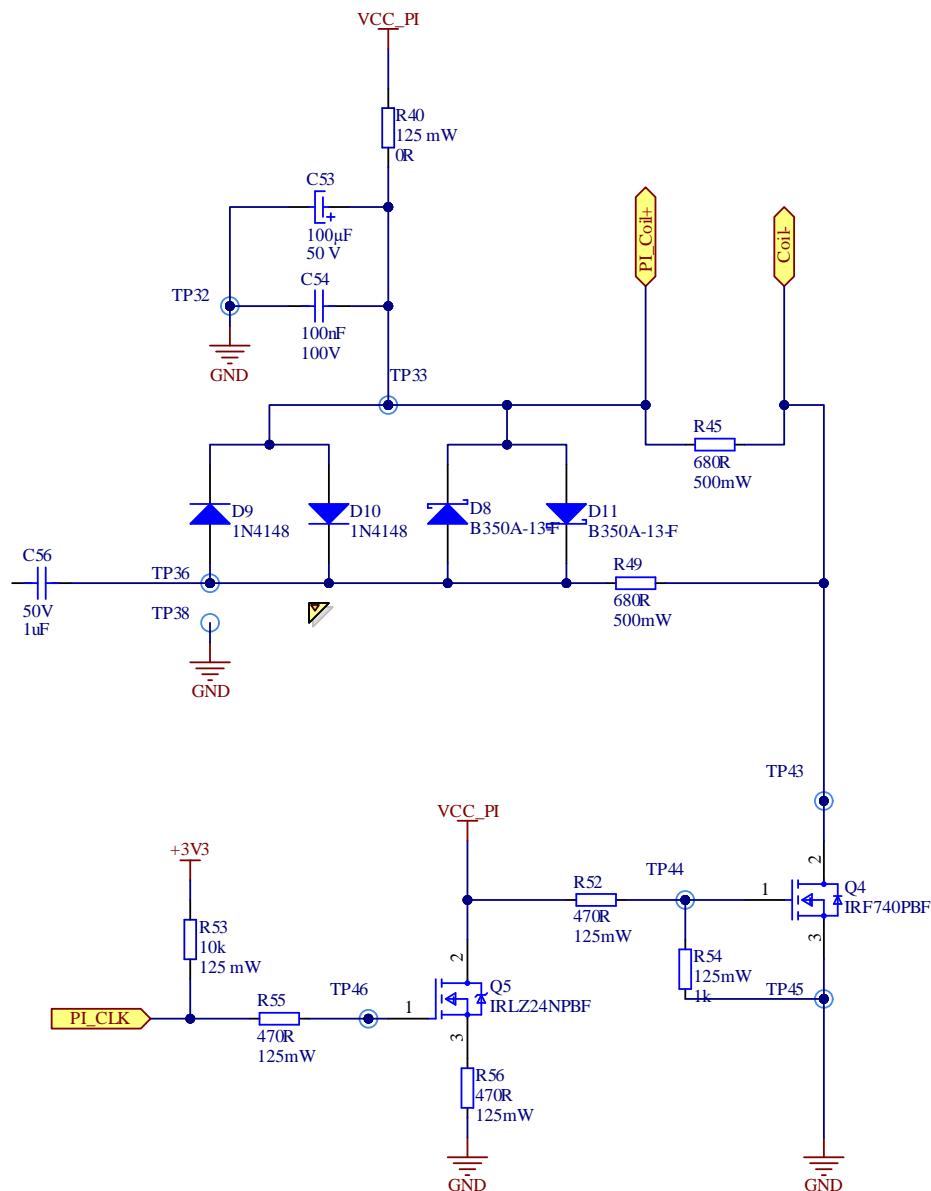 VCC_PI
R40
125 mW
0R
C53
100µF
50 V
TP32
C54
100nF
100V
GND
TP33
PI_Coil+
Coil-
R45
680R
500mW
D9
1N4148
D10
1N4148
D8
B350A-13-F
D11
B350A-13-F
C56
50V
1uF
TP36
TP38
GND
R49
680R
500mW
TP43
VCC_PI
+3V3
R53
10k
125 mW
PI_CLK
R55
470R
125mW
TP46
1
2
3
Q5
IRLZ24NPBF
R56
470R
125mW
GND
R52
470R
125mW
TP44
1
2
3
Q4
IRF740PBF
R54
125mW
1k
TP45
GND